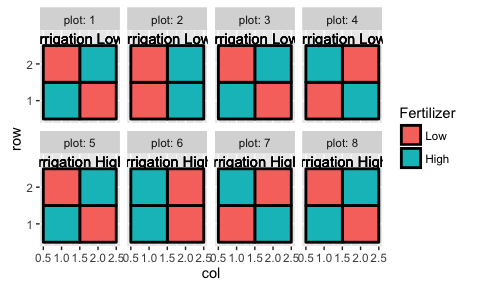 plot: 1 plot: 2 plot: 3 plot: 4
rrigation Low rrigation Low rrigation Low rrigation Low
2
1
plot: 5 plot: 6 plot: 7 plot: 8
rrigation High rrigation High rrigation High rrigation High
2
1
0.5 1.0 1.5 2.0 2.5 0.5 1.0 1.5 2.0 2.5 0.5 1.0 1.5 2.0 2.5 0.5 1.0 1.5 2.0 2.5
col
row
Fertilizer
Low
High